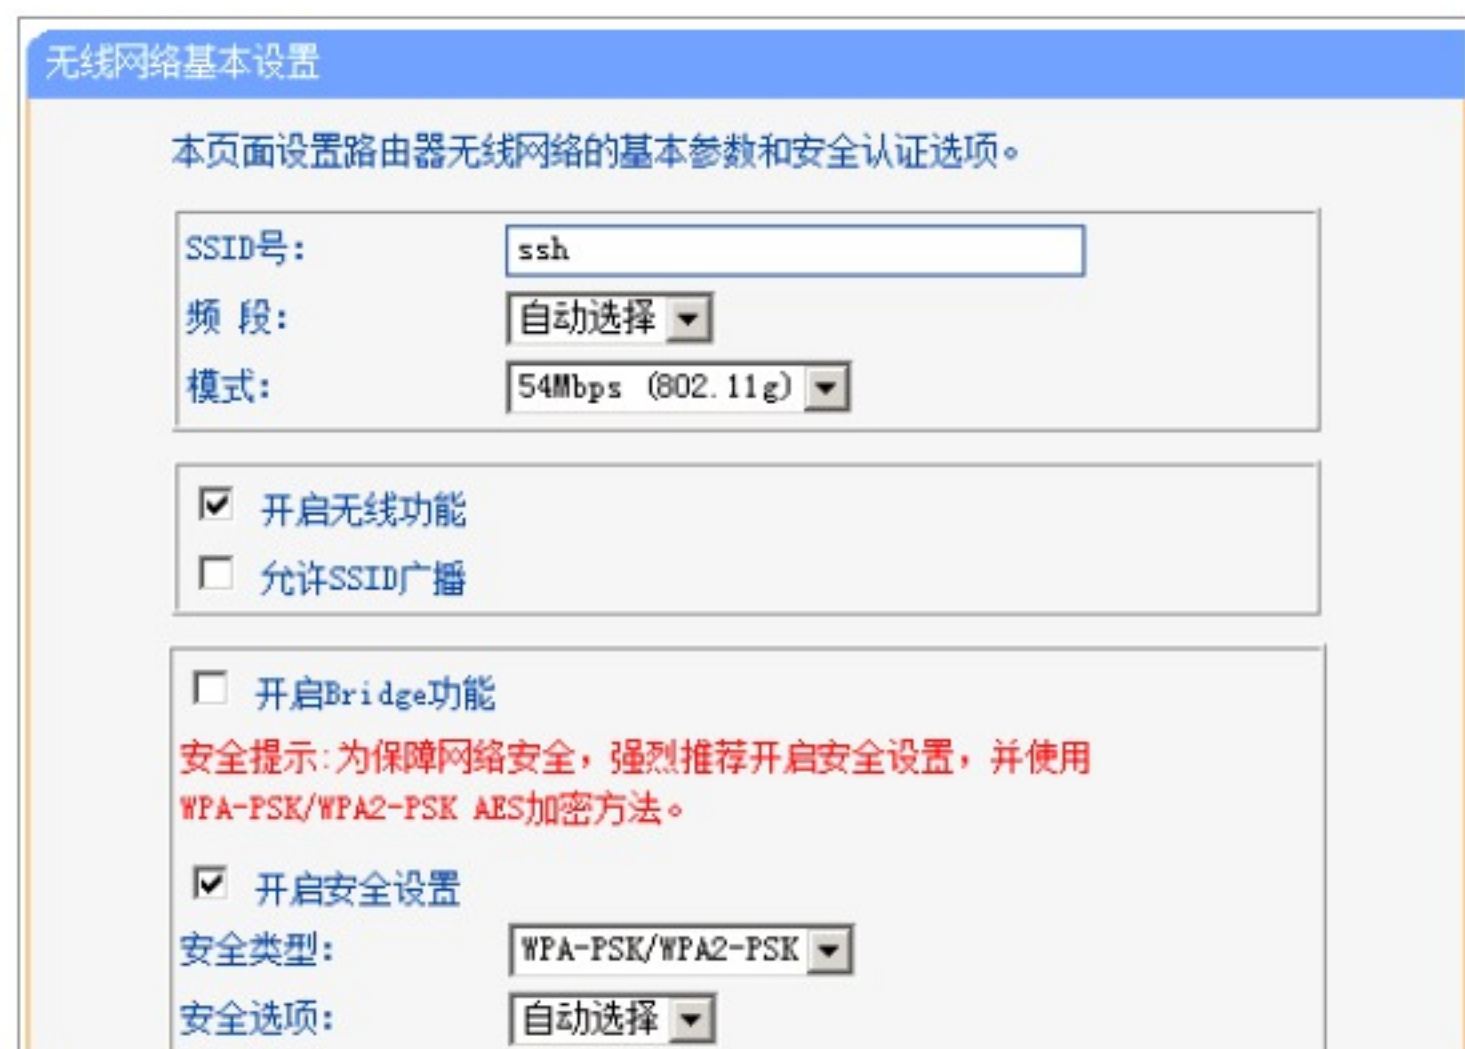 无线网络基本设置
本页面设置路由器无线网络的基本参数和安全认证选项。
SSID号: ssh
频 段: 自动选择
模式: 54Mbps (802.11g)
开启无线功能
允许SSID广播
开启Bridge功能
安全提示:为保障网络安全，强烈推荐开启安全设置，并使用
WPA-PSK/WPA2-PSK AES加密方法。
开启安全设置
安全类型: WPA-PSK/WPA2-PSK
安全选项: 自动选择